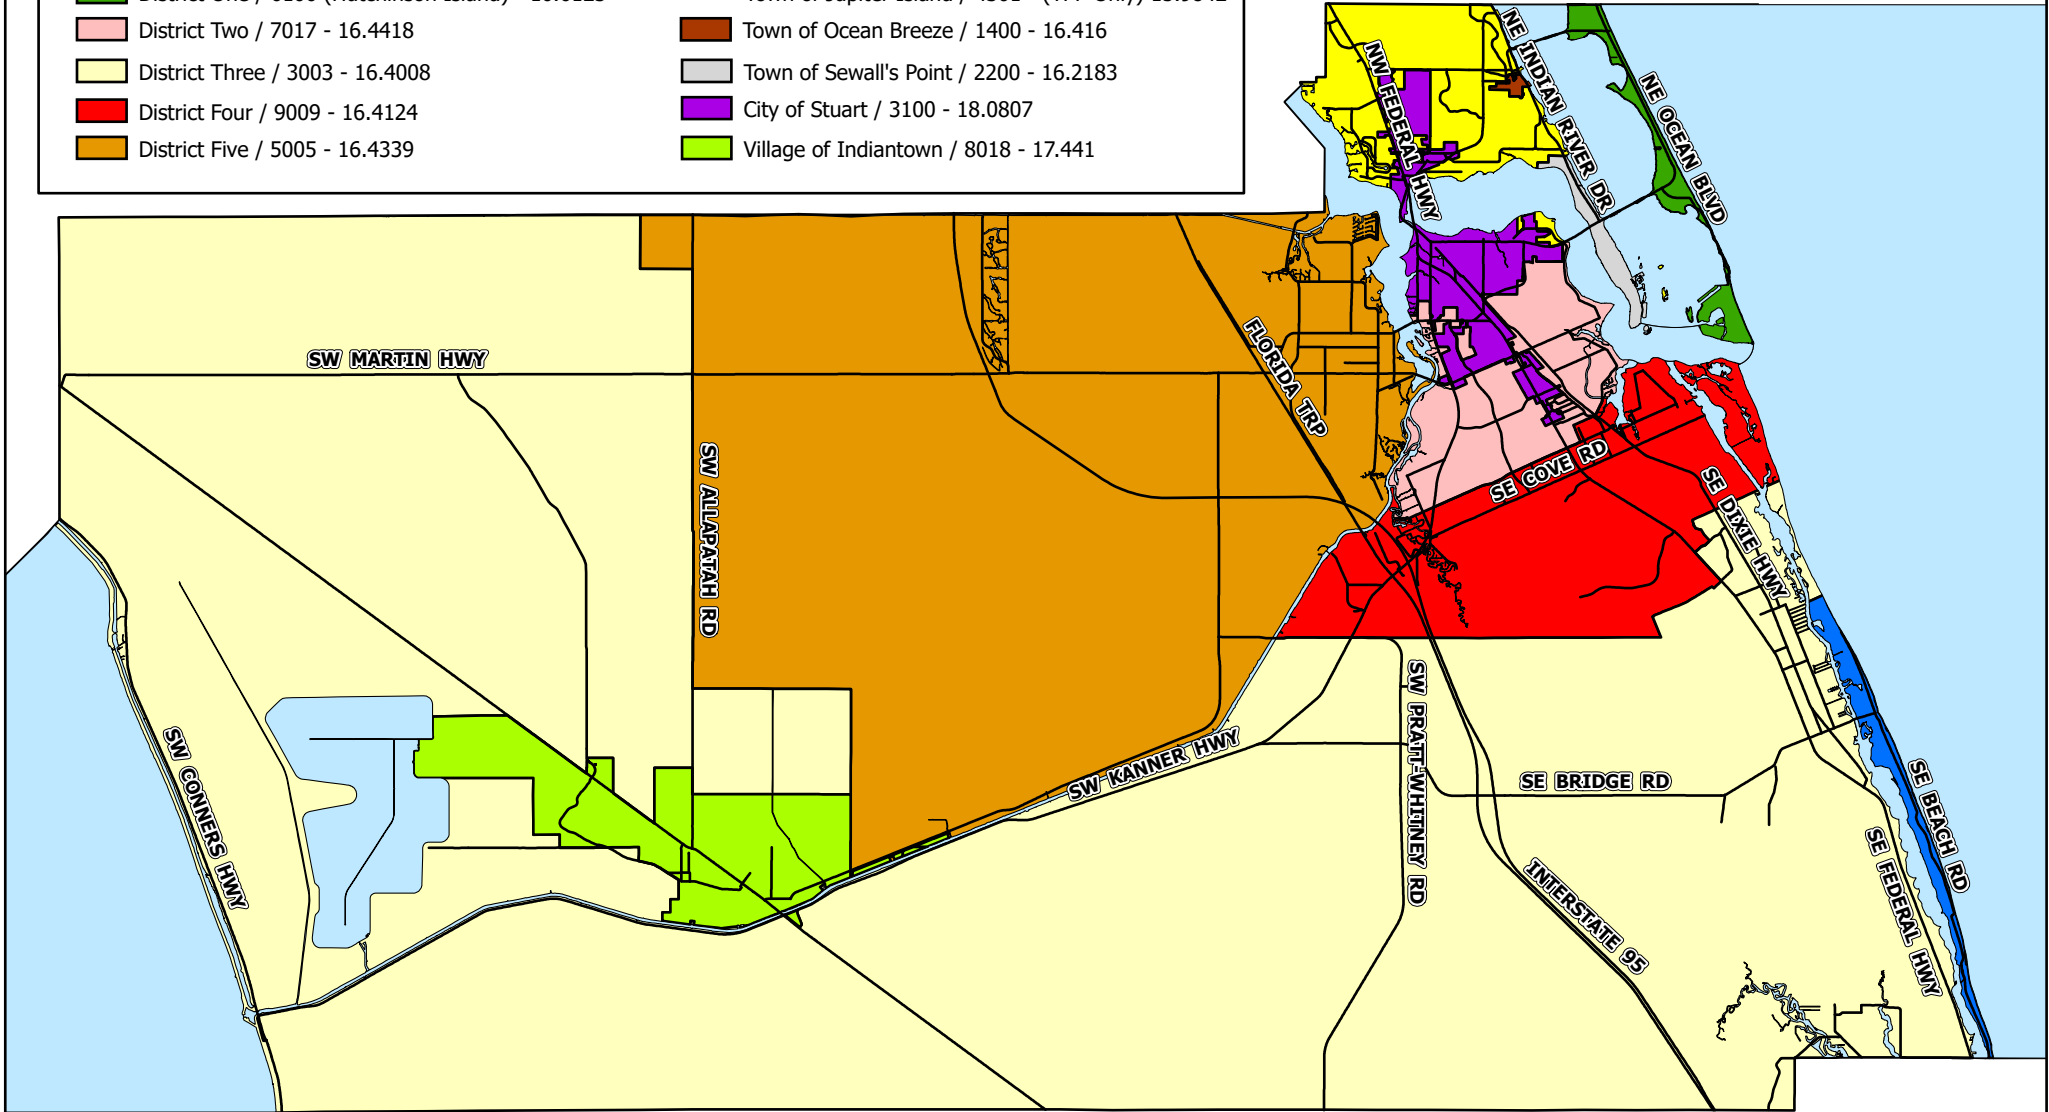 District Two / 7017 - 16.4418
District Three / 3003 - 16.4008
District Four / 9009 - 16.4124
District Five / 5005 - 16.4339
Town of Ocean Breeze / 1400 - 16.416
Town of Sewall's Point / 2200 - 16.2183
City of Stuart / 3100 - 18.0807
Village of Indiantown / 8018 - 17.441
NW FEDERAL HWY
NE INDIAN RIVER DR
NE OCEAN BLVD
SW MARTIN HWY
FLORIDA TRP
SW ALLAPATAH RD
SE COVE RD
SE DIXIE HWY
SW CONNERS HWY
SW KANNER HWY
SW PRATT-WHITNEY RD
SE BRIDGE RD
SE BEACH RD
INTERSTATE 95
SE FEDERAL HWY